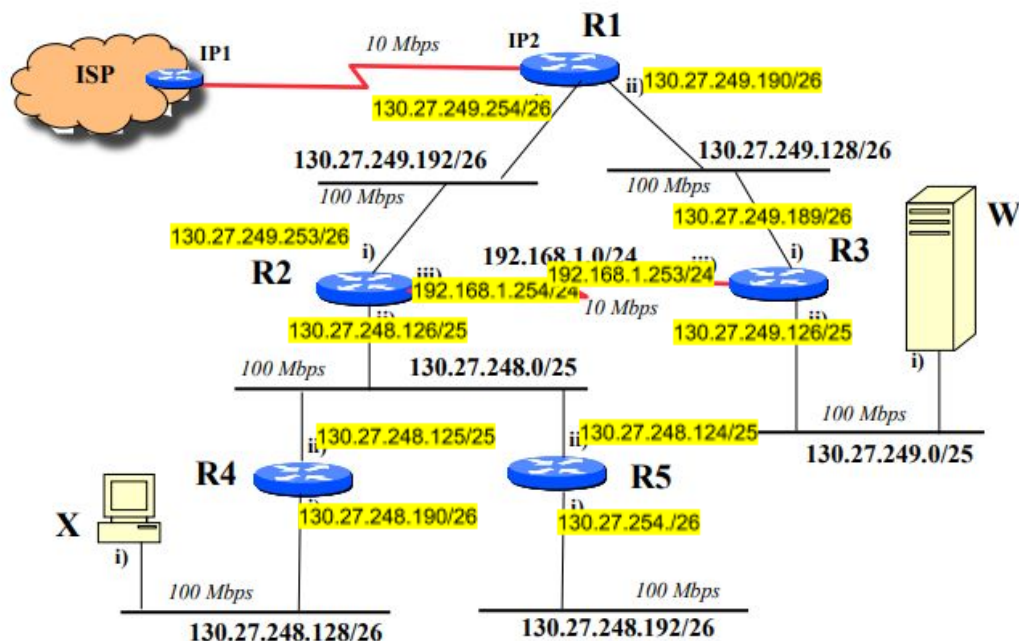 R1
10 Mbps
IP2
IP1
ISP
ii) 130.27.249.190/26
130.27.249.254/26
130.27.249.192/26
130.27.249.128/26
100 Mbps
100 Mbps
W
130.27.249.189/26
130.27.249.253/26
i)
i)
R3
192.168.1.0/24
R2
iii)
192.168.1.253/24
192.168.1.254/24
10 Mbps
130.27.248.126/25
130.27.249.126/25
i)
100 Mbps
130.27.248.0/25
100 Mbps
ii) 130.27.248.125/25
ii) 130.27.248.124/25
130.27.249.0/25
R4
R5
130.27.248.190/26
130.27.254./26
X
i)
100 Mbps
100 Mbps
130.27.248.128/26
130.27.248.192/26